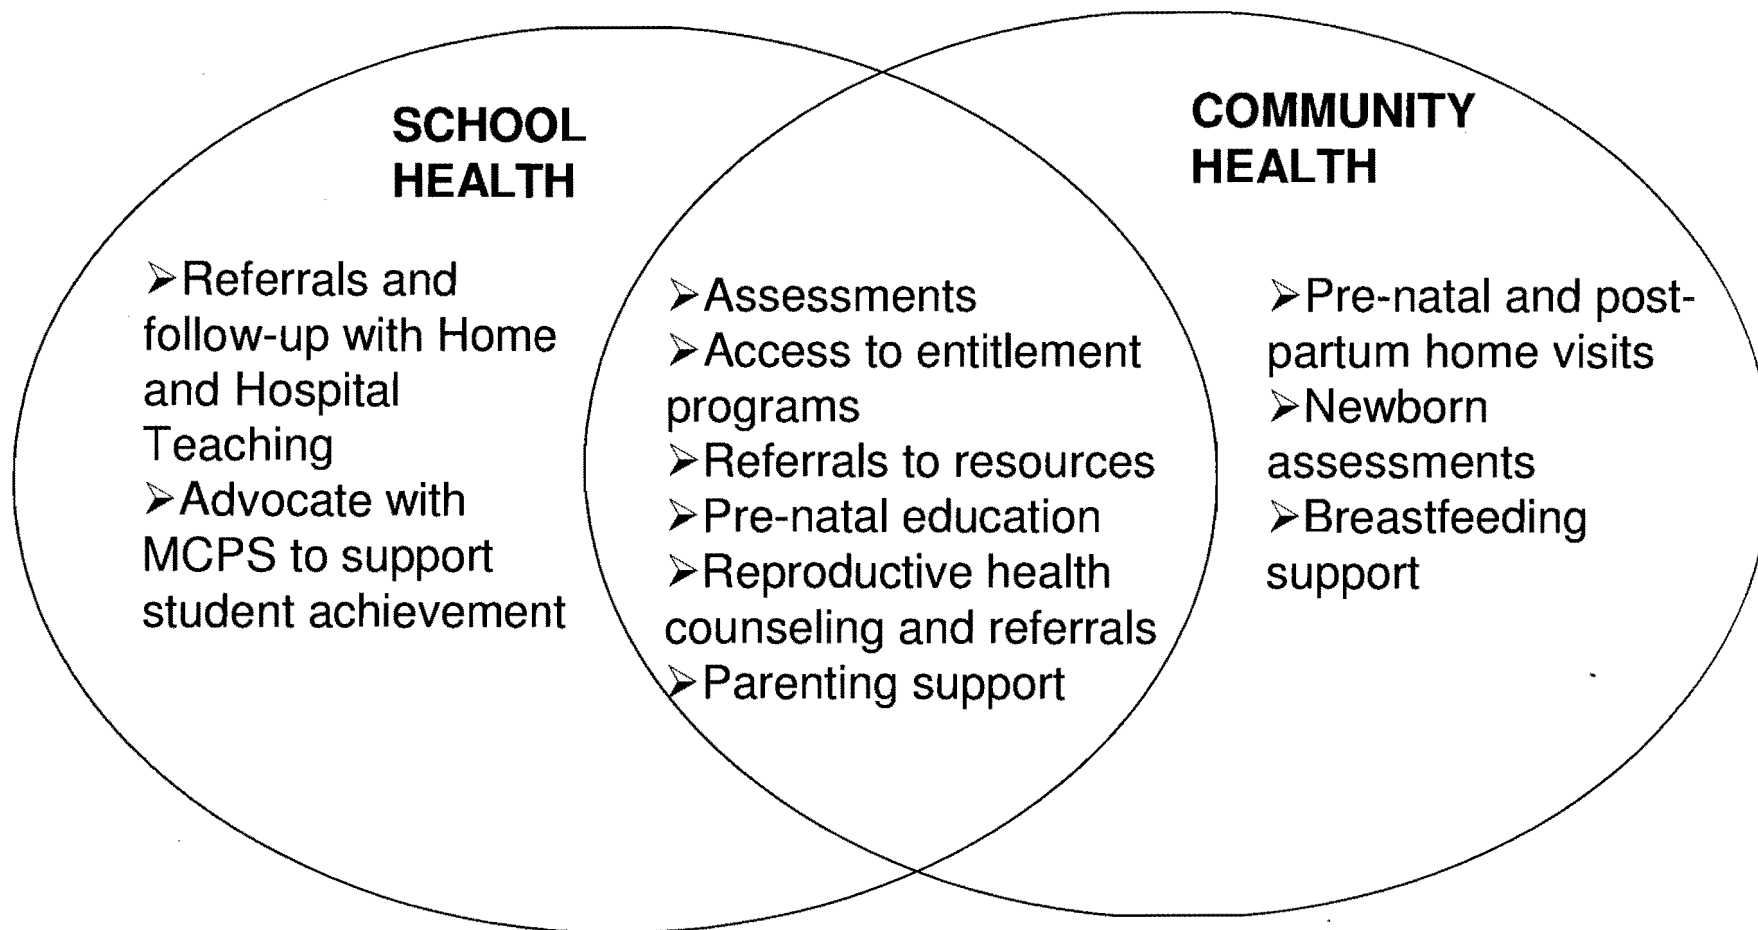 SCHOOL
HEALTH
➢Referrals and
follow-up with Home
and Hospital
Teaching
➢Advocate with
MCPS to support
student achievement
➢Assessments
➢Access to entitlement
programs
➢Referrals to resources
➢Pre-natal education
➢Reproductive health
counseling and referrals
➢Parenting support
COMMUNITY
HEALTH
➢Pre-natal and post-
partum home visits
➢Newborn
assessments
➢Breastfeeding
support